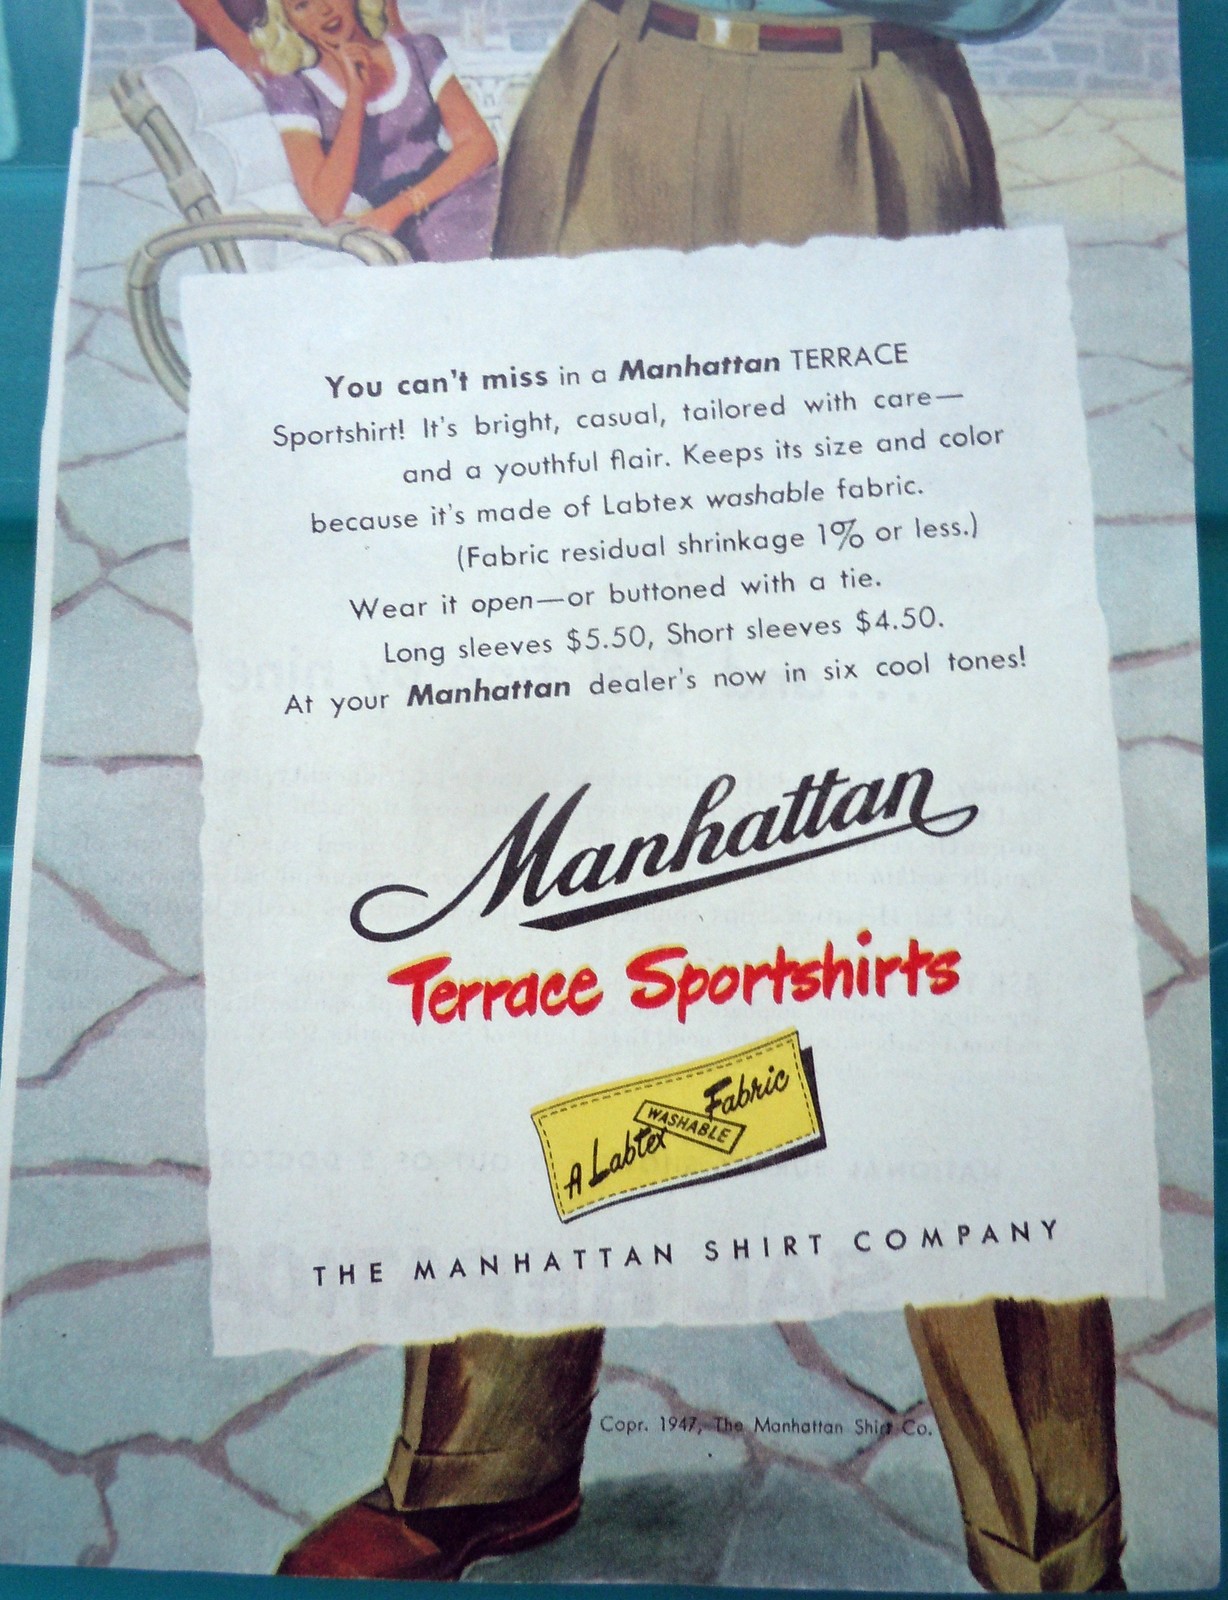 You can't miss in a Manhattan TERRACE
Sportshirt! It's bright, casual, tailored with care—
and a youthful flair. Keeps its size and color
because it's made of Labtex washable fabric.
(Fabric residual shrinkage 1% or less.)
Wear it open—or buttoned with a tie.
Long sleeves $5.50, Short sleeves $4.50.
At your Manhattan dealer's now in six cool tones!
Manhattan
Terrace Sportshirts
A Labtex WASHABLE Fabric
THE MANHATTAN SHIRT COMPANY
Copr. 1947, The Manhattan Shirt Co.